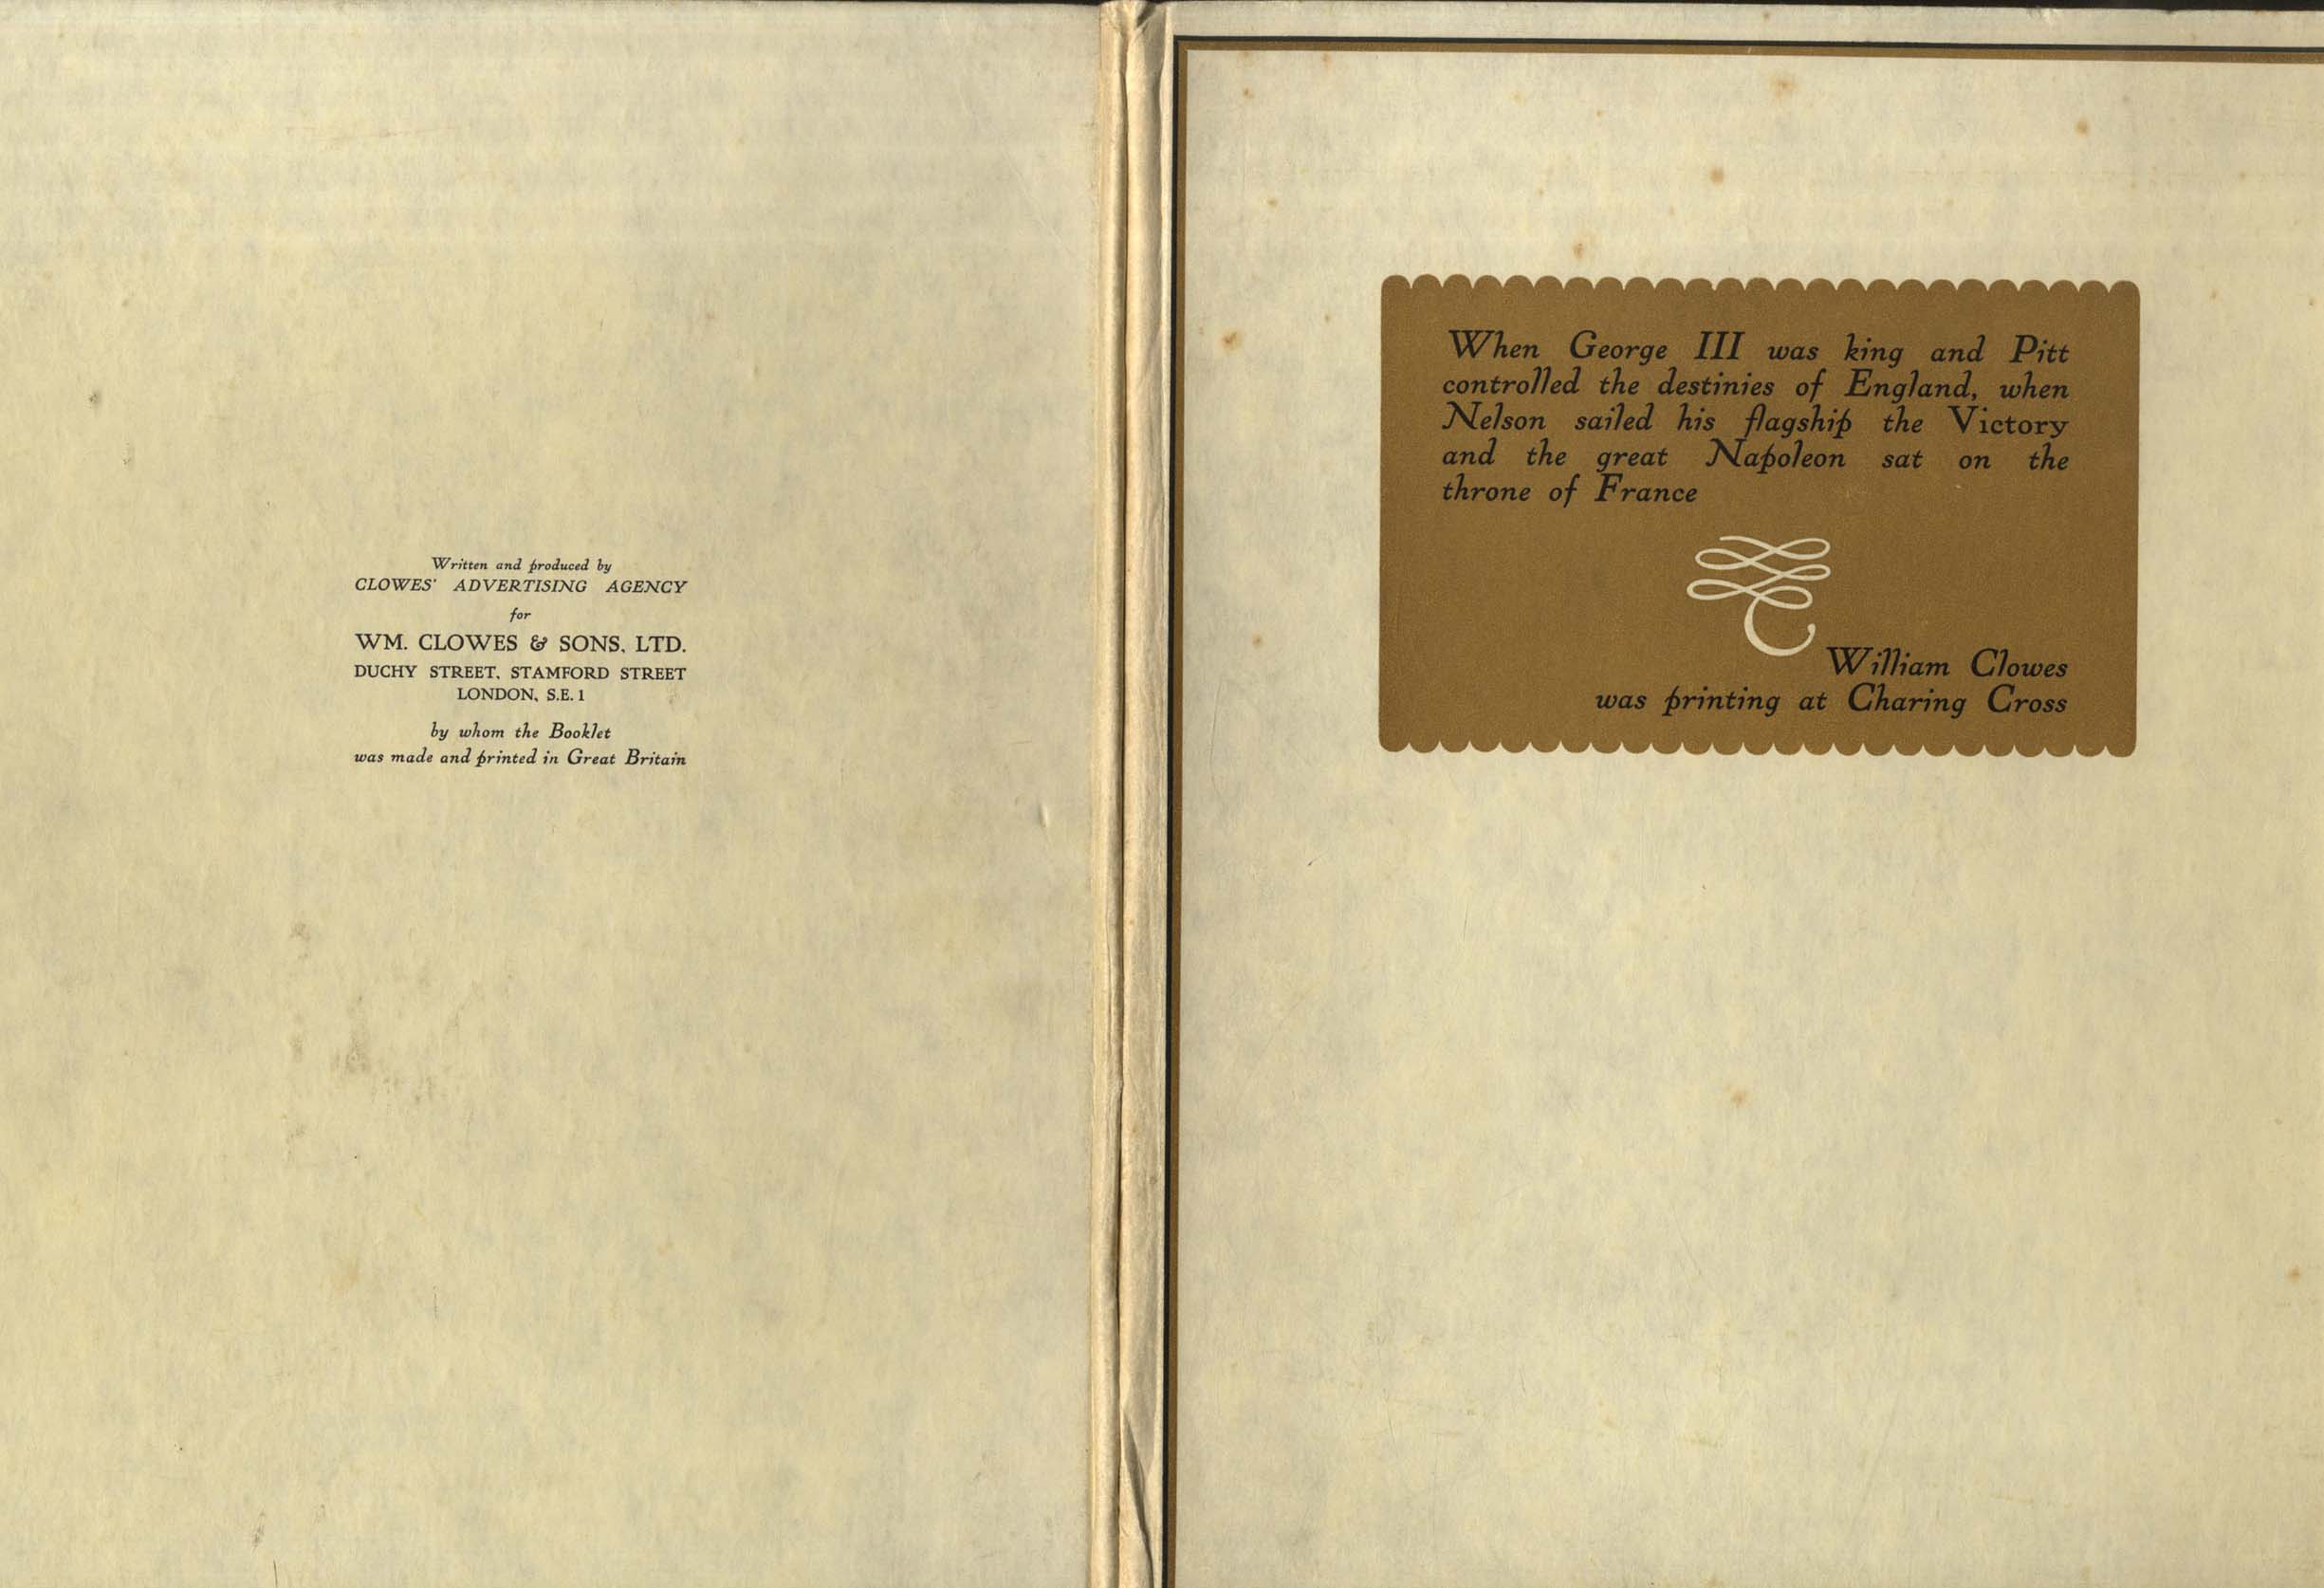 Written and produced by
CLOWES' ADVERTISING AGENCY
for
WM. CLOWES & SONS, LTD.
DUCHY STREET, STAMFORD STREET
LONDON, S.E. 1
by whom the Booklet
was made and printed in Great Britain
When George III was king and Pitt
controlled the destinies of England, when
Nelson sailed his flagship the Victory
and the great Napoleon sat on the
throne of France
William Clowes
was printing at Charing Cross